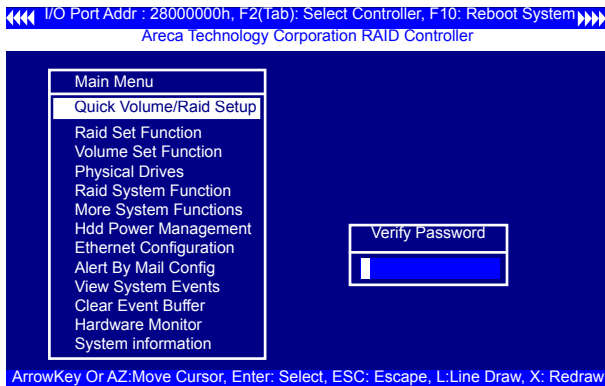 I/O Port Addr : 28000000h, F2(Tab): Select Controller, F10: Reboot System
Areca Technology Corporation RAID Controller
Main Menu
Quick Volume/Raid Setup
Raid Set Function
Volume Set Function
Physical Drives
Raid System Function
More System Functions
Hdd Power Management
Ethernet Configuration
Alert By Mail Config
View System Events
Clear Event Buffer
Hardware Monitor
System information
Verify Password
ArrowKey Or AZ:Move Cursor, Enter: Select, ESC: Escape, L:Line Draw, X: Redraw